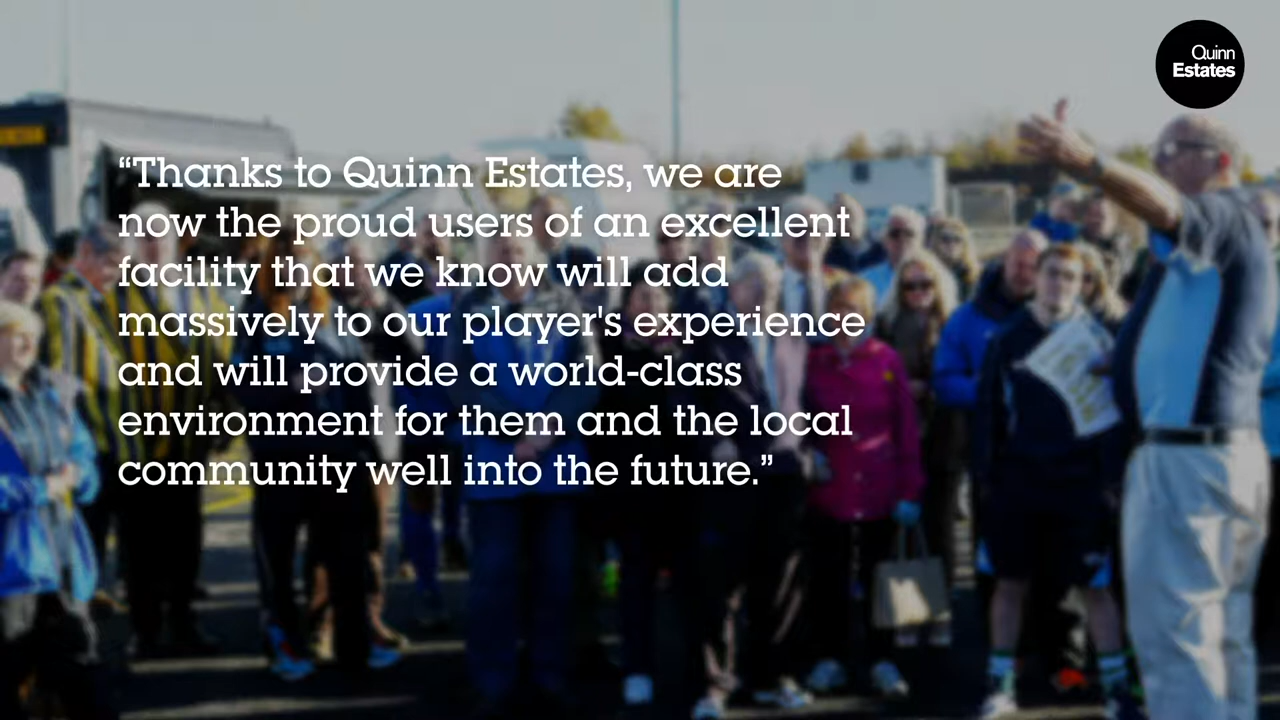 Quinn
Estates
“Thanks to Quinn Estates, we are
now the proud users of an excellent
facility that we know will add
massively to our player's experience
and will provide a world-class
environment for them and the local
community well into the future.”